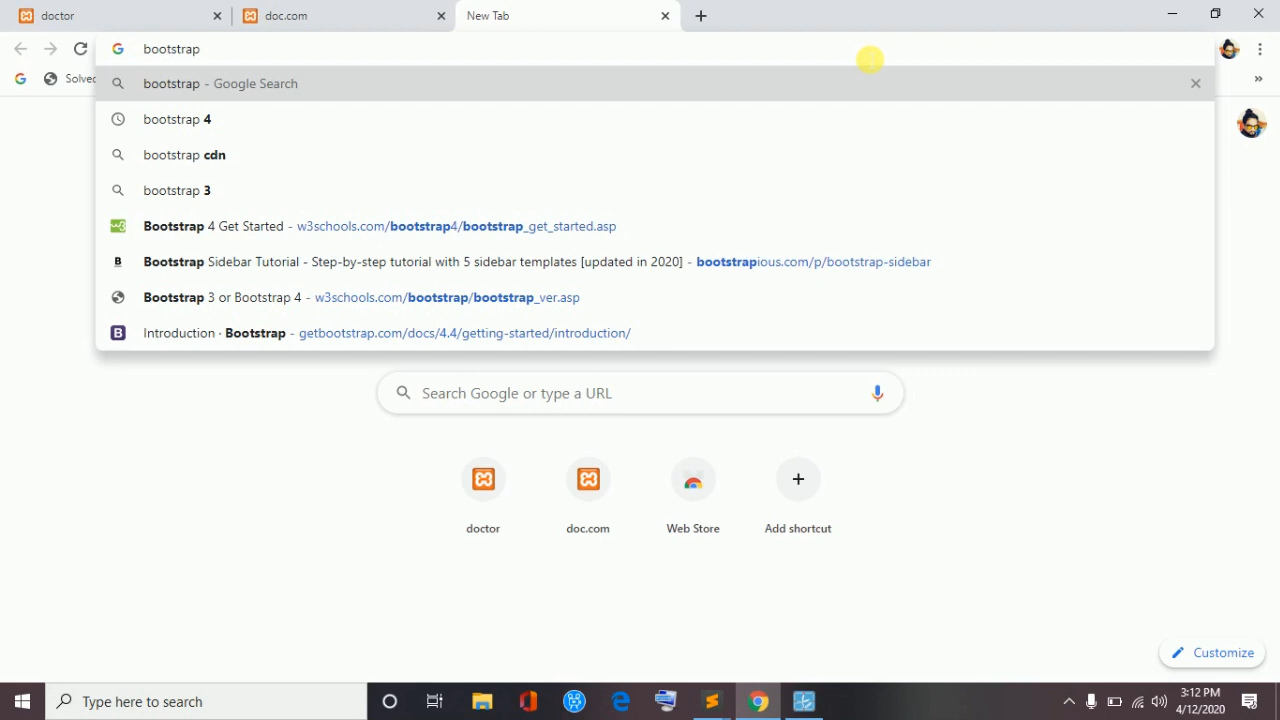 doctor
doc.com
New Tab
bootstrap
Solved
bootstrap - Google Search
bootstrap 4
bootstrap cdn
bootstrap 3
Bootstrap 4 Get Started - w3schools.com/bootstrap4/bootstrap_get_started.asp
Bootstrap Sidebar Tutorial - Step-by-step tutorial with 5 sidebar templates [updated in 2020] - bootstrapious.com/p/bootstrap-sidebar
Bootstrap 3 or Bootstrap 4 - w3schools.com/bootstrap/bootstrap_ver.asp
Introduction · Bootstrap - getbootstrap.com/docs/4.4/getting-started/introduction/
Search Google or type a URL
doctor
doc.com
Web Store
Add shortcut
Customize
Type here to search
3:12 PM
4/12/2020